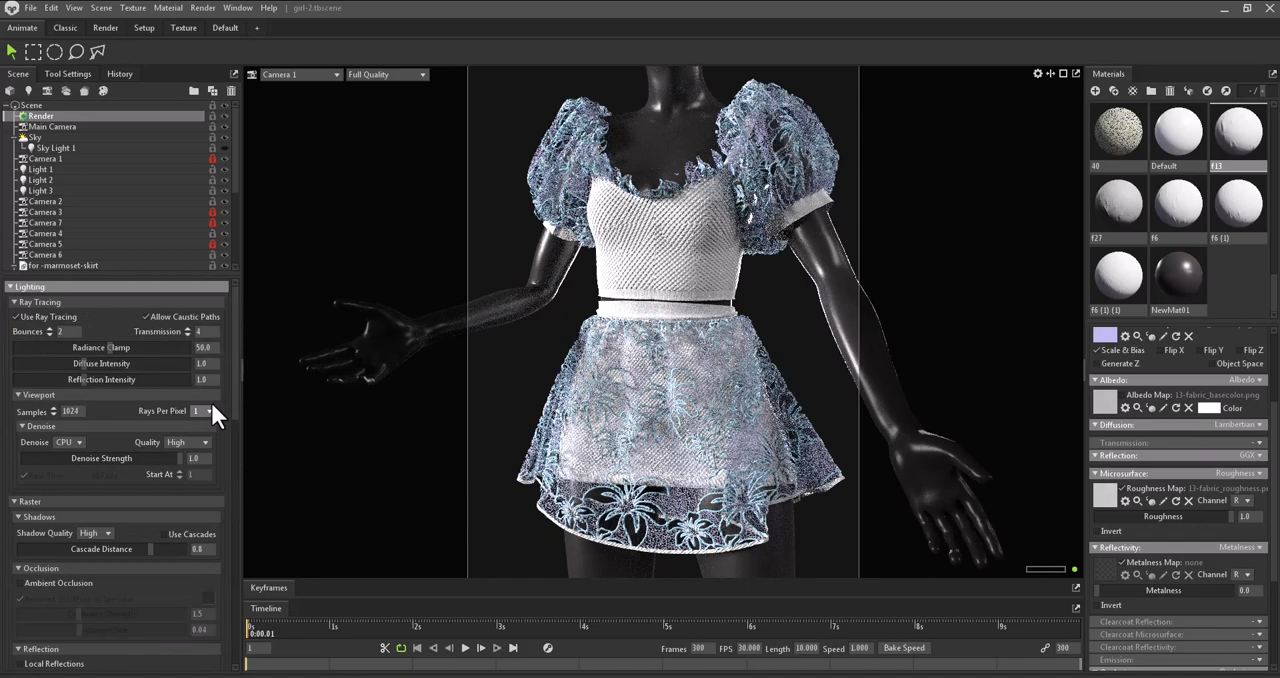 File Edit View Scene Texture Material Render Window Help girl-2.tbscene
Animate Classic Render Setup Texture Default +
Scene Tool Settings History
Camera 1 Full Quality
Materials
Scene
Render
Main Camera
Sky
Sky Light 1
Camera 1
Light 1
Light 2
Light 3
Camera 2
Camera 3
Camera 7
Camera 4
Camera 5
Camera 6
for -marmoset-skirt
Lighting
Ray Tracing
Use Ray Tracing Allow Caustic Paths
Bounces 2 Transmission 4
Radiance Clamp 50.0
Diffuse Intensity 1.0
Reflection Intensity 1.0
Viewport
Samples 1024 Rays Per Pixel 1
Denoise
Denoise CPU Quality High
Denoise Strength 1.0
Start At 1
Raster
Shadows
Shadow Quality High Use Cascades
Cascade Distance 0.8
Occlusion
Ambient Occlusion
1.5
0.04
Reflection
Local Reflections
Keyframes
Timeline
0s 1s 2s 3s 4s 5s 6s 7s 8s 9s
0:00.01
1 Frames 300 FPS 30.000 Length 10.000 Speed 1.000 Bake Speed 300
40 Default f13
f27 f6 f6 (1)
f6 (1) (1) NewMat01
Scale & Bias Flip X Flip Y Flip Z
Generate Z Object Space
Albedo: Albedo
Albedo Map: 13-fabric_basecolor.png
Color
Diffusion: Lambertian
Transmission:
Reflection: GGX
Microsurface: Roughness
Roughness Map: 13-fabric_roughness.p
Channel R
Roughness 1.0
Invert
Reflectivity: Metalness
Metalness Map: none
Channel R
Metalness 0.0
Invert
Clearcoat Reflection:
Clearcoat Microsurface:
Clearcoat Reflectivity:
Emission: